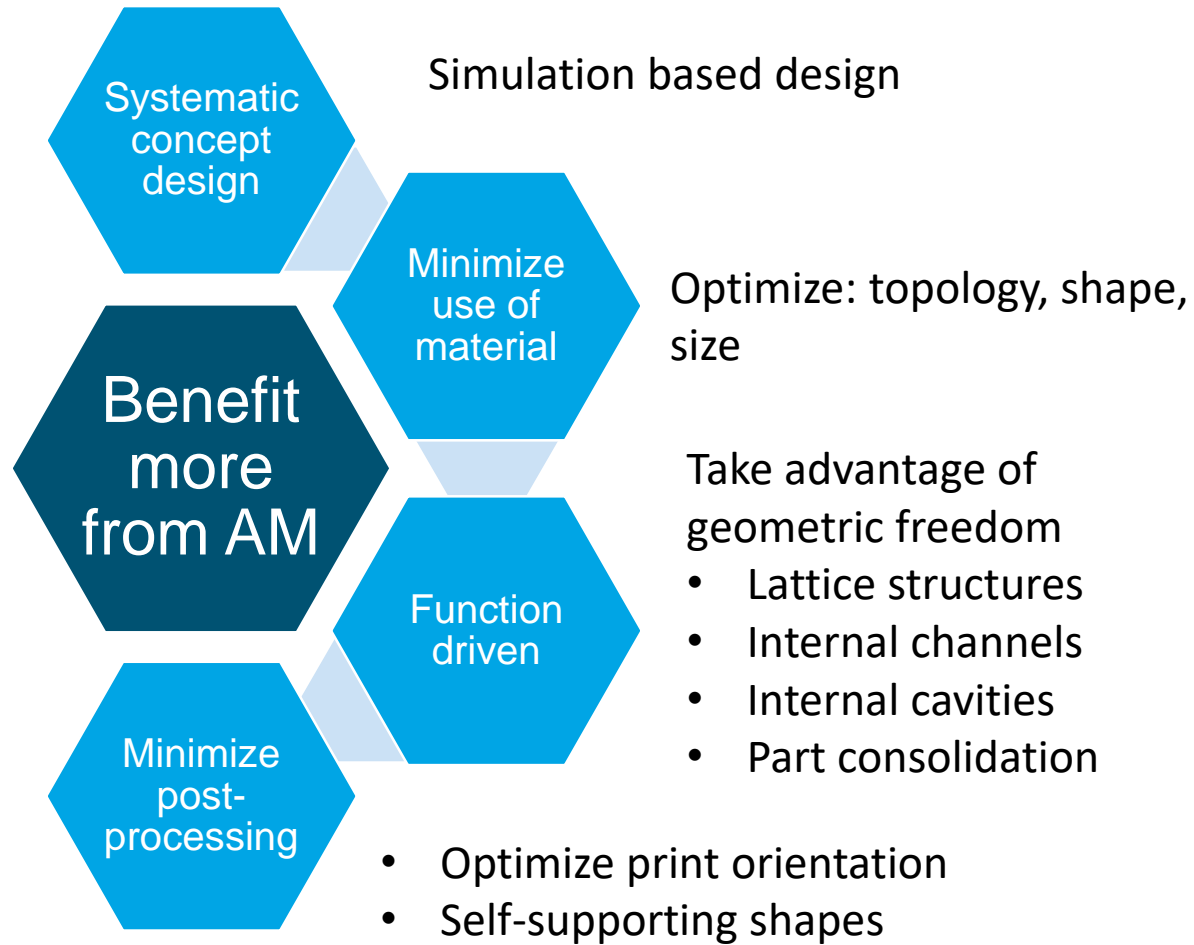 Systematic
concept
design
Simulation based design
Minimize
use of
material
Optimize: topology, shape,
size
Benefit
more
from AM
Function
driven
Take advantage of
geometric freedom
• Lattice structures
• Internal channels
• Internal cavities
• Part consolidation
Minimize
post-
processing
• Optimize print orientation
• Self-supporting shapes